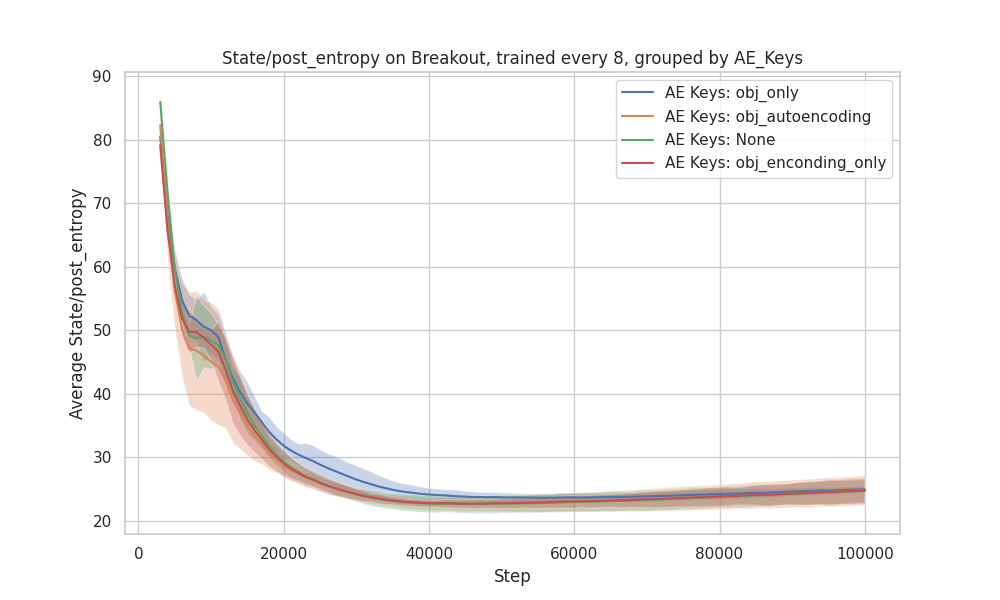 State/post_entropy on Breakout, trained every 8, grouped by AE_Keys
AE Keys: obj_only
AE Keys: obj_autoencoding
AE Keys: None
AE Keys: obj_enconding_only
Average State/post_entropy
90
80
70
60
50
40
30
20
0
20000
40000
60000
80000
100000
Step